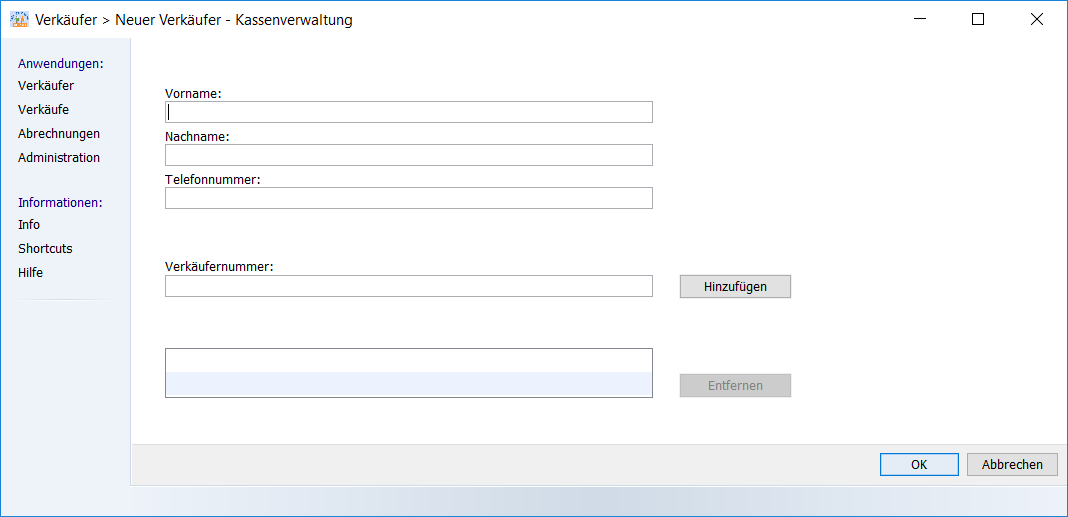 Verkäufer > Neuer Verkäufer - Kassenverwaltung
Anwendungen:
Verkäufer
Verkäufe
Abrechnungen
Administration
Informationen:
Info
Shortcuts
Hilfe
Vorname:
Nachname:
Telefonnummer:
Verkäufernummer:
Hinzufügen
Entfernen
OK
Abbrechen